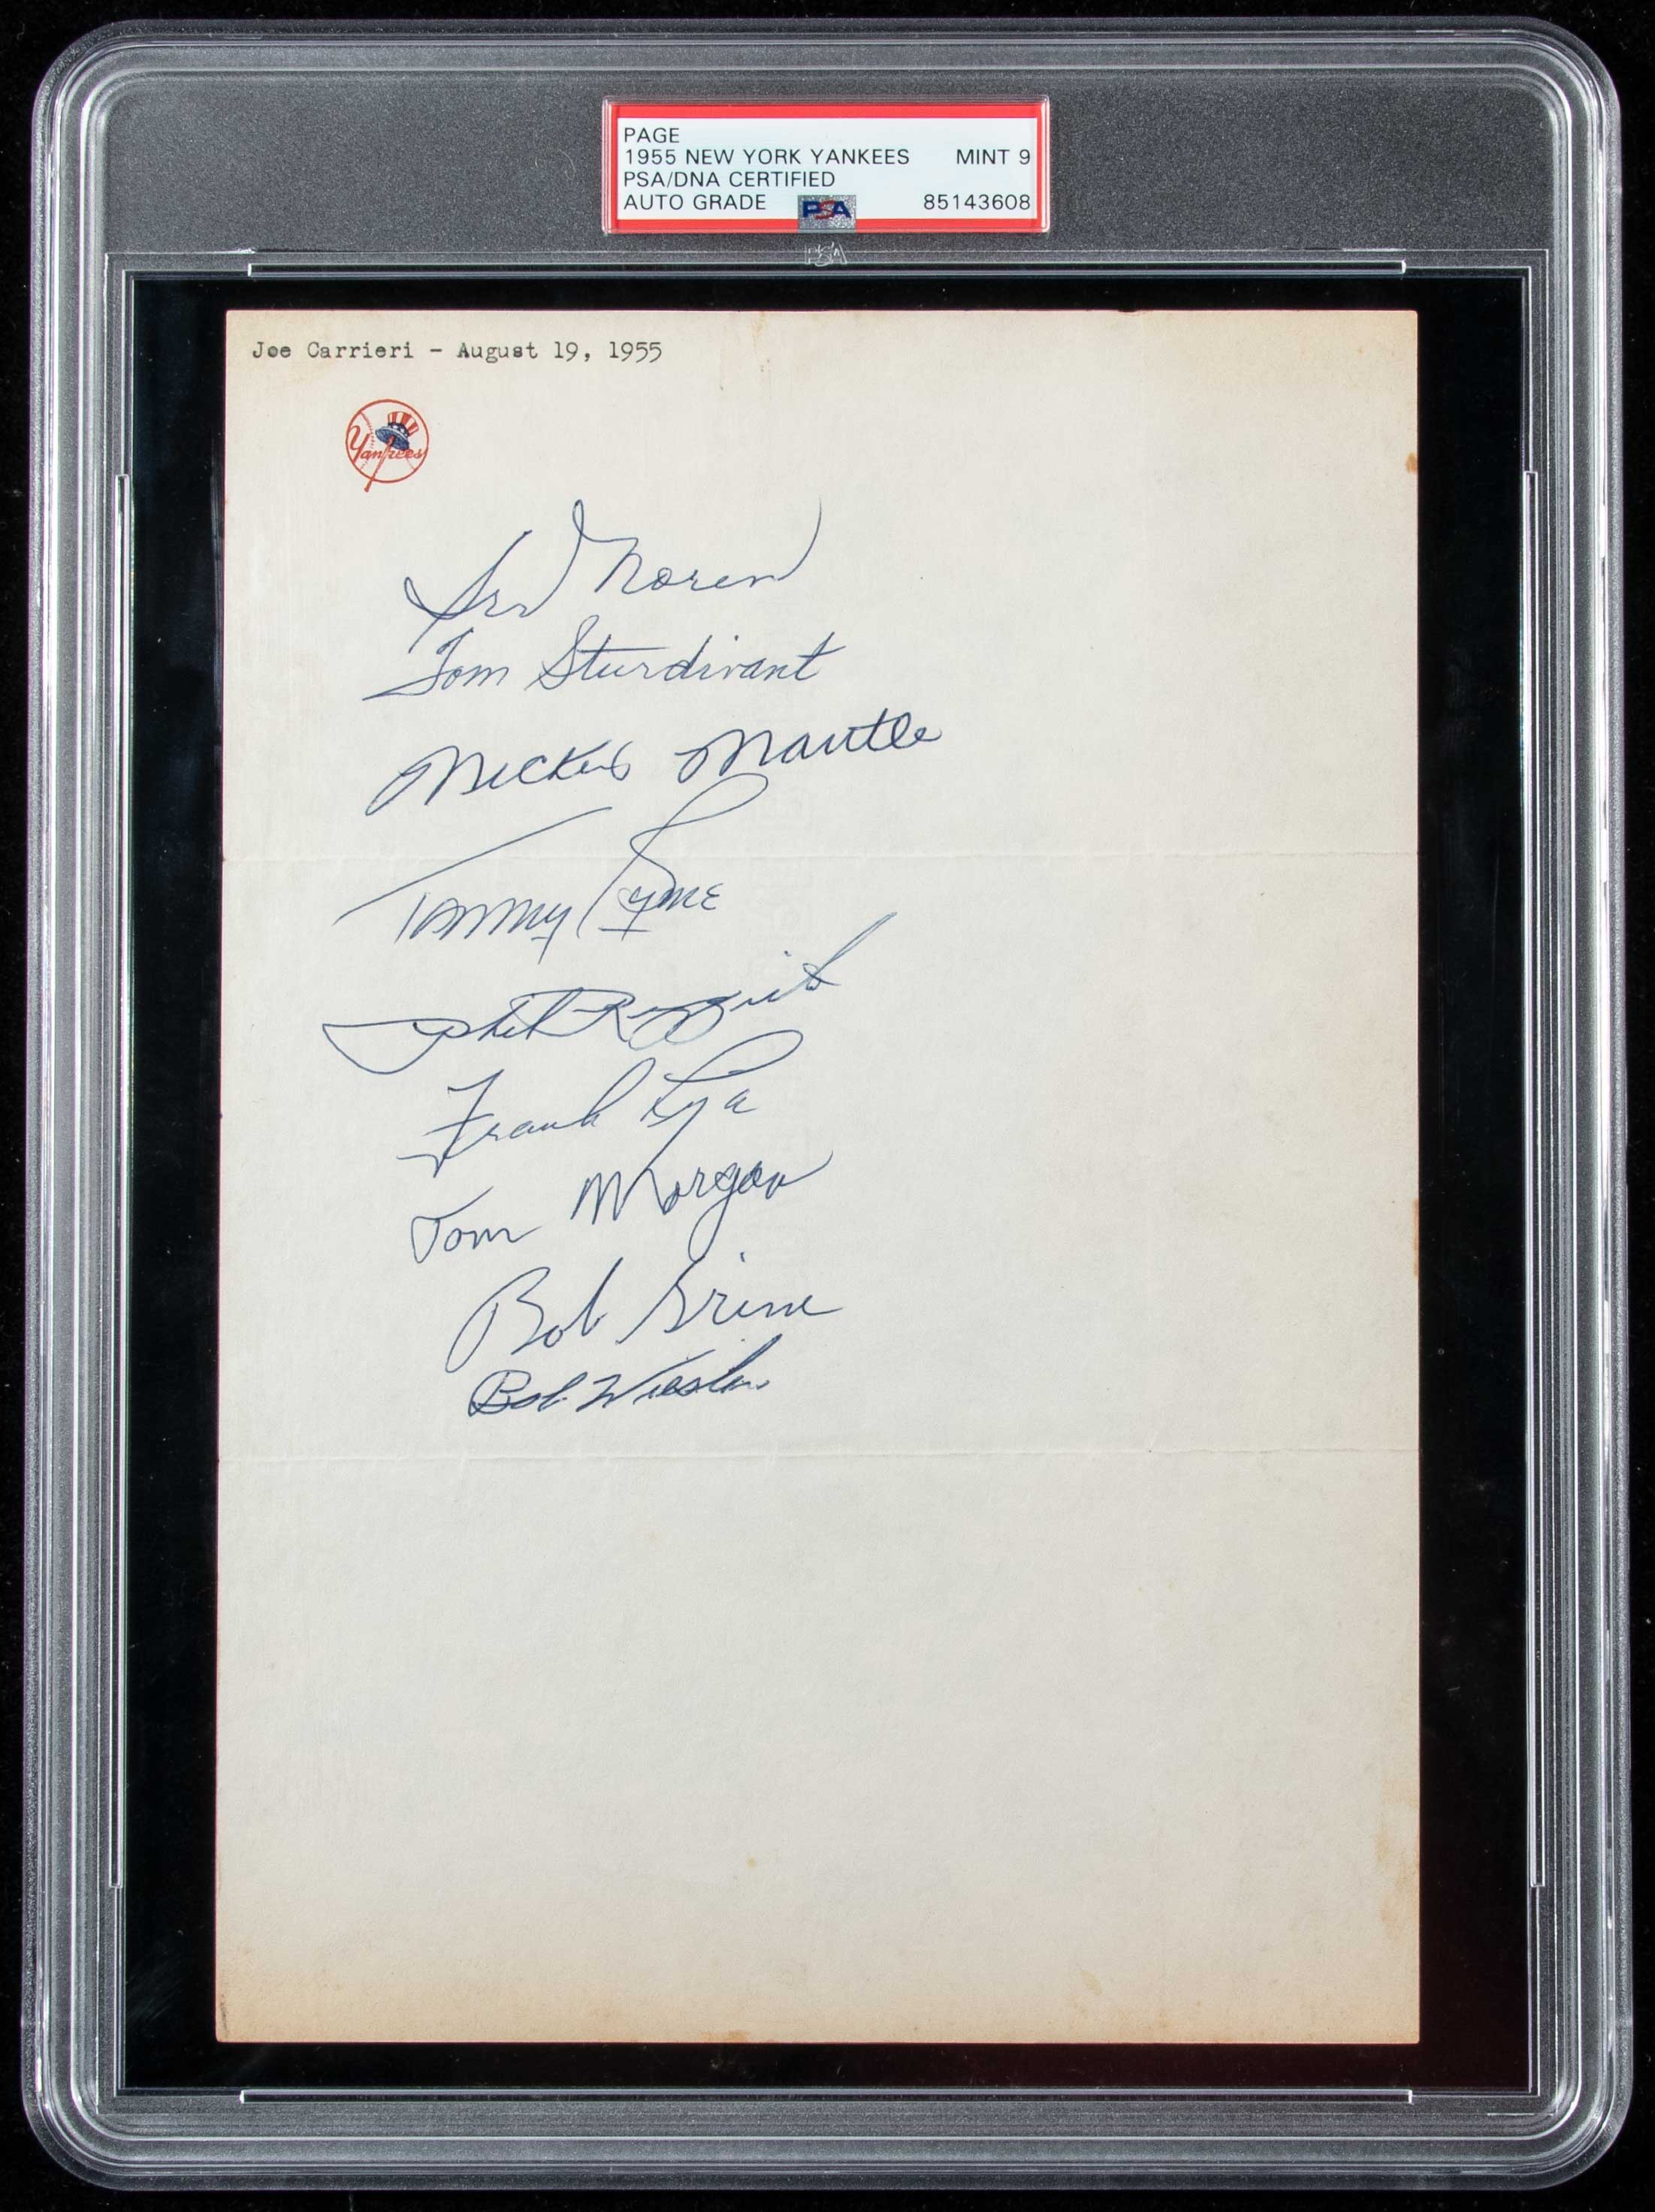 PAGE
1955 NEW YORK YANKEES MINT 9
PSA/DNA CERTIFIED
AUTO GRADE PSA 85143608
PSA
Joe Carrieri - August 19, 1955
Yankees
Irv Noren
Tom Sturdivant
Mickey Mantle
Tommy Byrne
Phil Rizzuto
Frank
Tom Morgan
Bob Grim
Bob Wiesler